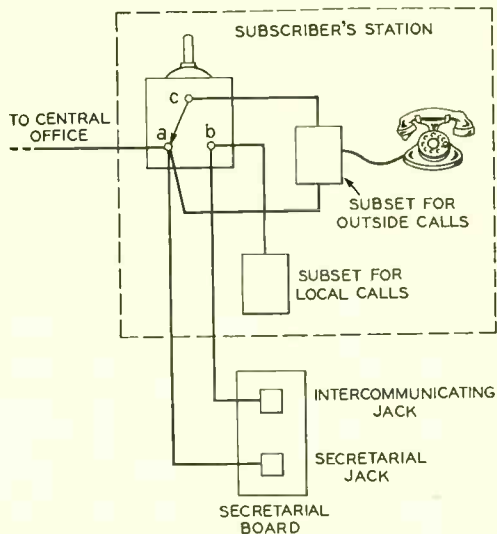 SUBSCRIBER'S STATION
TO CENTRAL
OFFICE
c
a
b
SUBSET FOR
OUTSIDE CALLS
SUBSET FOR
LOCAL CALLS
INTERCOMMUNICATING
JACK
SECRETARIAL
JACK
SECRETARIAL
BOARD